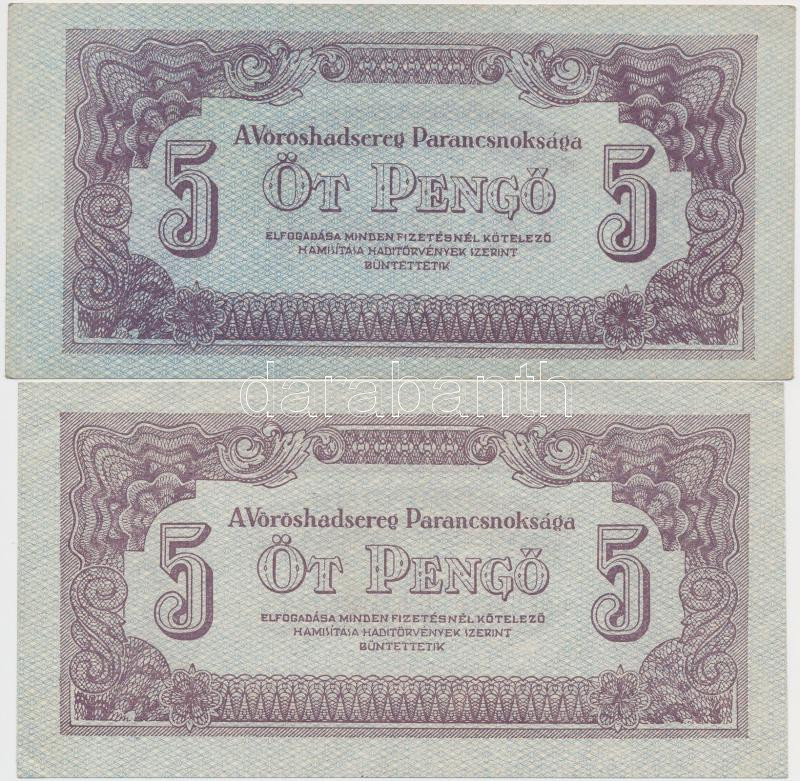 A Vöröshadsereg Parancsnoksága
5 ÖT PENGŐ 5
ELFOGADÁSA MINDEN FIZETÉSNÉL KÖTELEZŐ
HAMISÍTÁSA HADITÖRVÉNYEK SZERINT
BÜNTETTETIK
darabanth
A Vöröshadsereg Parancsnoksága
5 ÖT PENGŐ 5
ELFOGADÁSA MINDEN FIZETÉSNÉL KÖTELEZŐ
HAMISÍTÁSA HADITÖRVÉNYEK SZERINT
BÜNTETTETIK